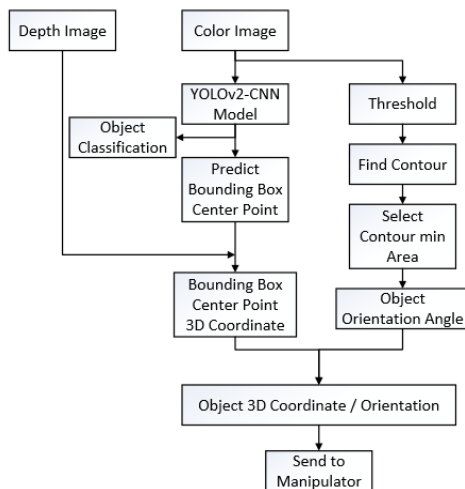 Depth Image
Color Image
YOLOv2-CNN
Model
Threshold
Object
Classification
Find Contour
Predict
Bounding Box
Center Point
Select
Contour min
Area
Bounding Box
Center Point
3D Coordinate
Object
Orientation Angle
Object 3D Coordinate / Orientation
Send to
Manipulator